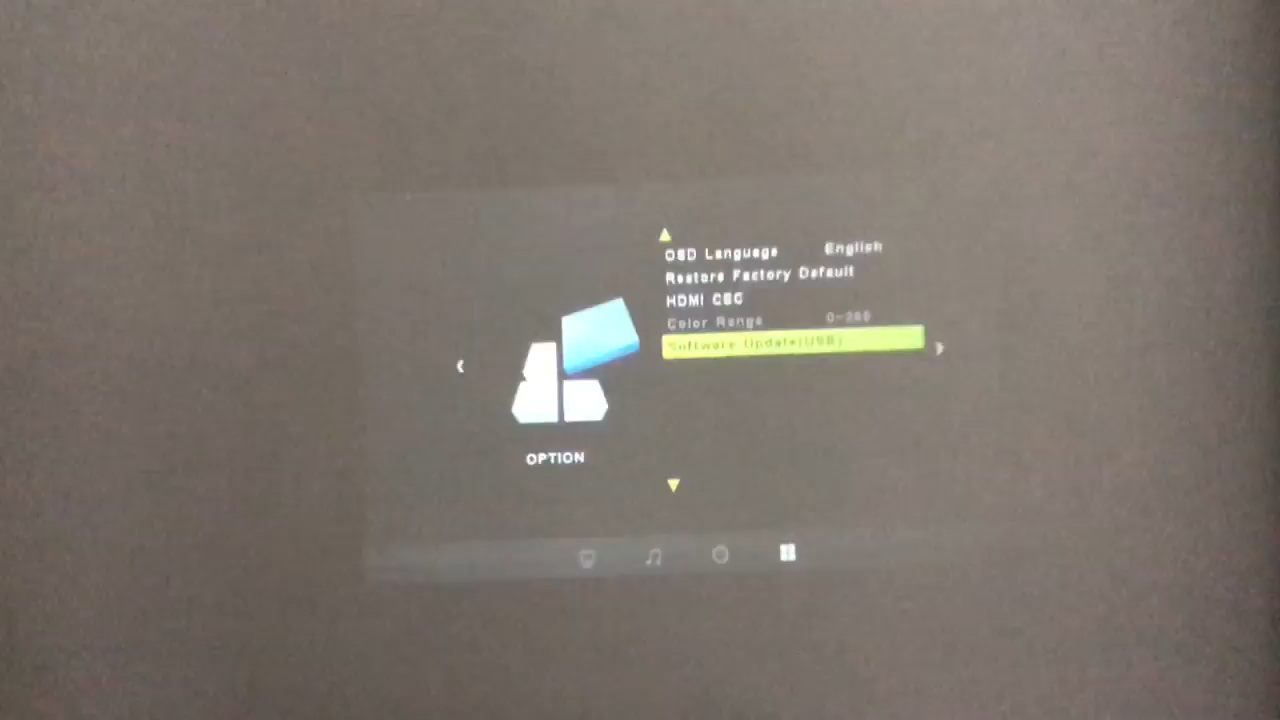 OSD Language English
Restore Factory Default
HDMI CEC
Color Range
Software Update(USB)
OPTION